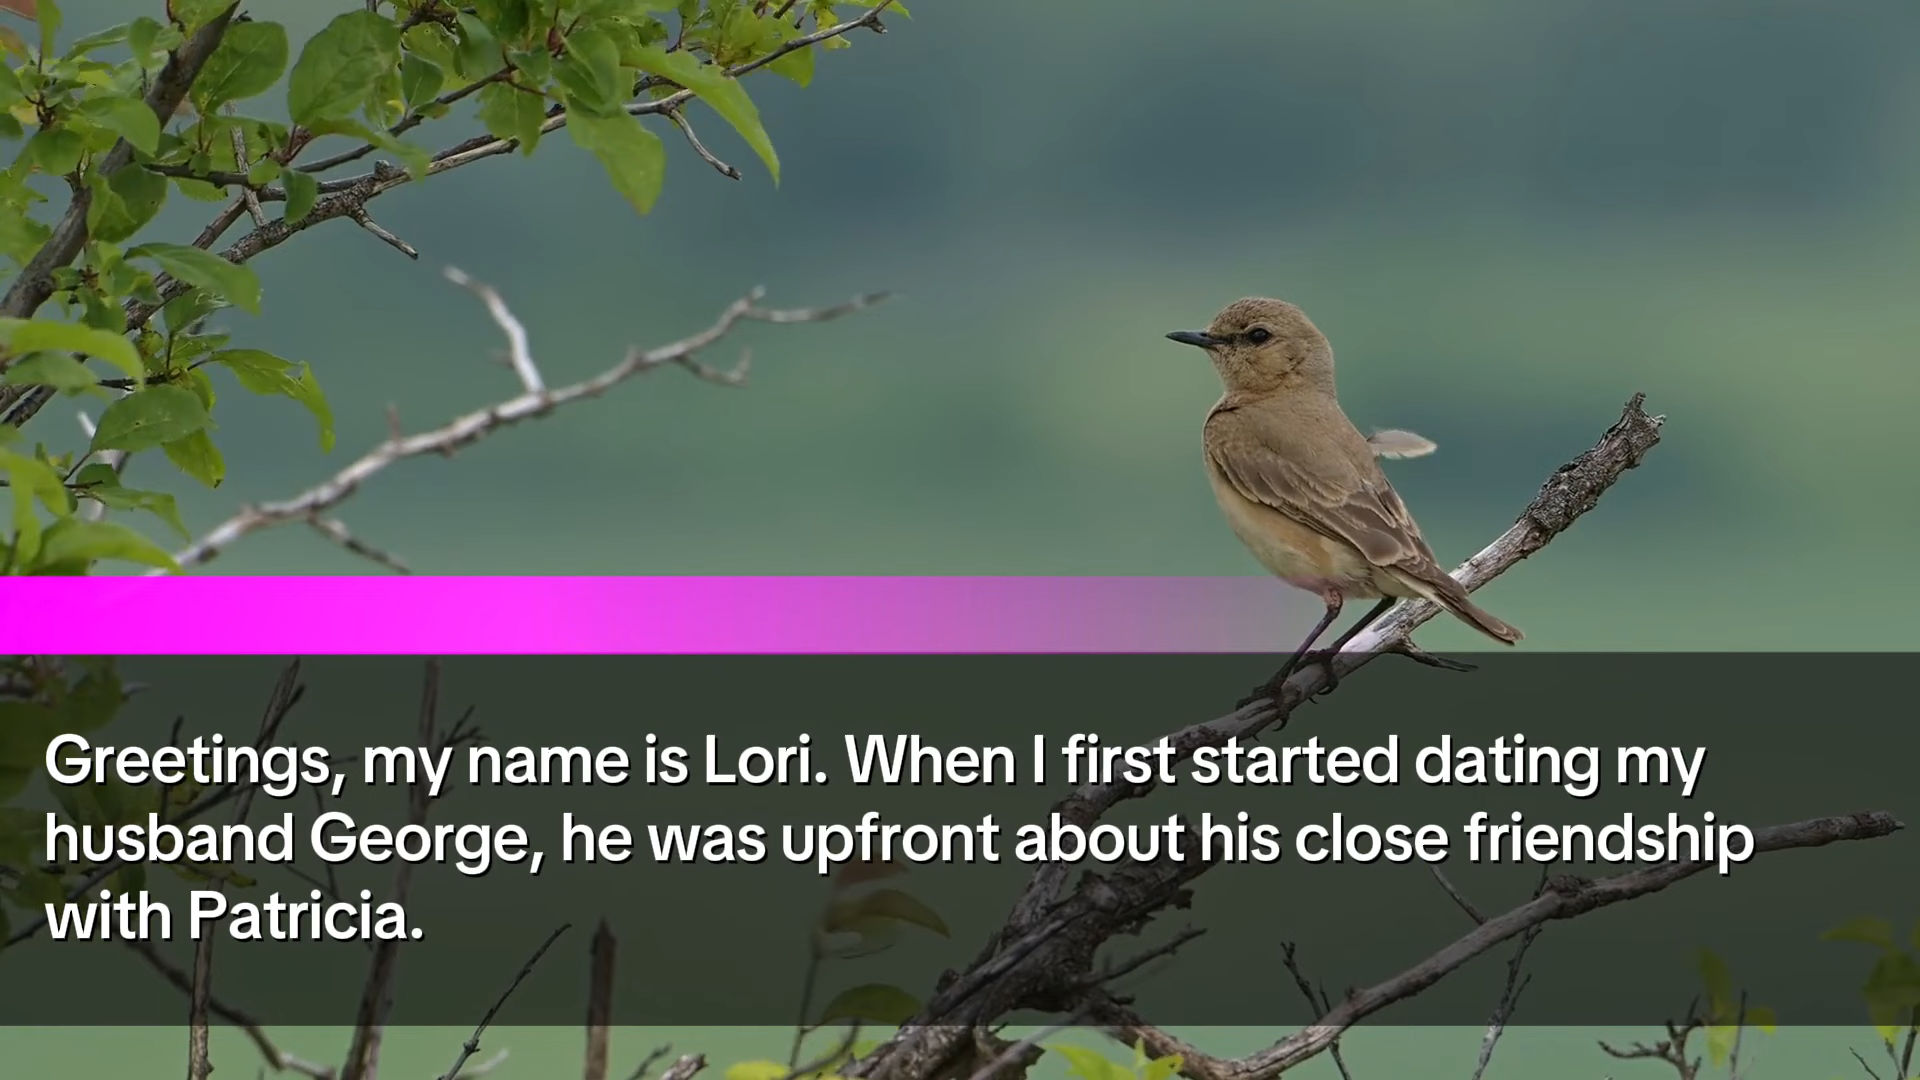 Greetings, my name is Lori. When I first started dating my
husband George, he was upfront about his close friendship
with Patricia.